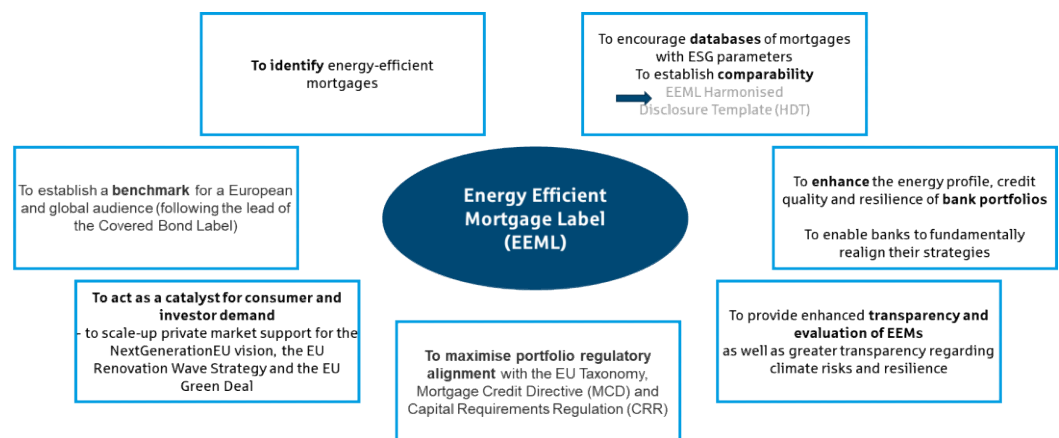 To identify energy-efficient
mortgages
To encourage databases of mortgages
with ESG parameters
To establish comparability
EEML Harmonised
Disclosure Template (HDT)
To establish a benchmark for a European
and global audience (following the lead of
the Covered Bond Label)
Energy Efficient
Mortgage Label
(EEML)
To enhance the energy profile, credit
quality and resilience of bank portfolios
To enable banks to fundamentally
realign their strategies
To act as a catalyst for consumer and
investor demand
- to scale-up private market support for the
NextGenerationEU vision, the EU
Renovation Wave Strategy and the EU
Green Deal
To maximise portfolio regulatory
alignment with the EU Taxonomy,
Mortgage Credit Directive (MCD) and
Capital Requirements Regulation (CRR)
To provide enhanced transparency and
evaluation of EEMs
as well as greater transparency regarding
climate risks and resilience